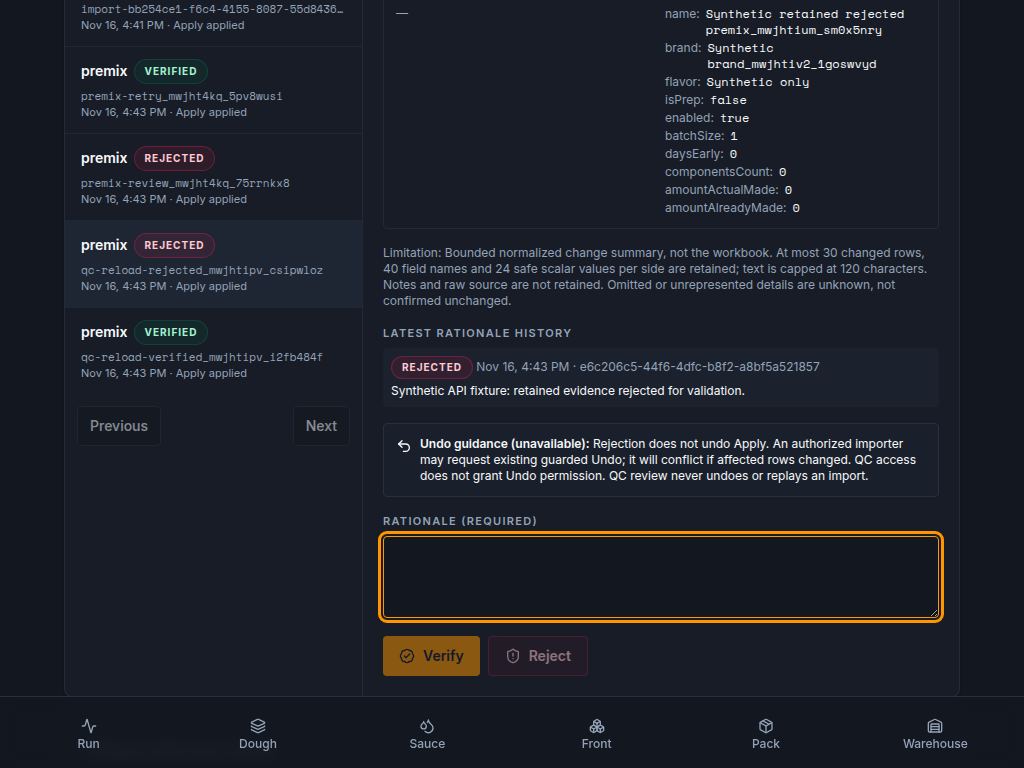 import-bb254ce1-f6c4-4155-8087-55d8436…
Nov 16, 4:41 PM · Apply applied
premix VERIFIED
premix-retry_mwjht4kq_5pv8wusi
Nov 16, 4:43 PM · Apply applied
premix REJECTED
premix-review_mwjht4kq_75rrnkx8
Nov 16, 4:43 PM · Apply applied
premix REJECTED
qc-reload-rejected_mwjhtipv_csipwloz
Nov 16, 4:43 PM · Apply applied
premix VERIFIED
qc-reload-verified_mwjhtipv_i2fb484f
Nov 16, 4:43 PM · Apply applied
Previous
Next
—
name: Synthetic retained rejected
premix_mwjhtium_sm0x5nry
brand: Synthetic
brand_mwjhtiv2_1goswvyd
flavor: Synthetic only
isPrep: false
enabled: true
batchSize: 1
daysEarly: 0
componentsCount: 0
amountActualMade: 0
amountAlreadyMade: 0
Limitation: Bounded normalized change summary, not the workbook. At most 30 changed rows,
40 field names and 24 safe scalar values per side are retained; text is capped at 120 characters.
Notes and raw source are not retained. Omitted or unrepresented details are unknown, not
confirmed unchanged.
LATEST RATIONALE HISTORY
REJECTED Nov 16, 4:43 PM · e6c206c5-44f6-4dfc-b8f2-a8bf5a521857
Synthetic API fixture: retained evidence rejected for validation.
Undo guidance (unavailable): Rejection does not undo Apply. An authorized importer
may request existing guarded Undo; it will conflict if affected rows changed. QC access
does not grant Undo permission. QC review never undoes or replays an import.
RATIONALE (REQUIRED)
Verify
Reject
Run
Dough
Sauce
Front
Pack
Warehouse